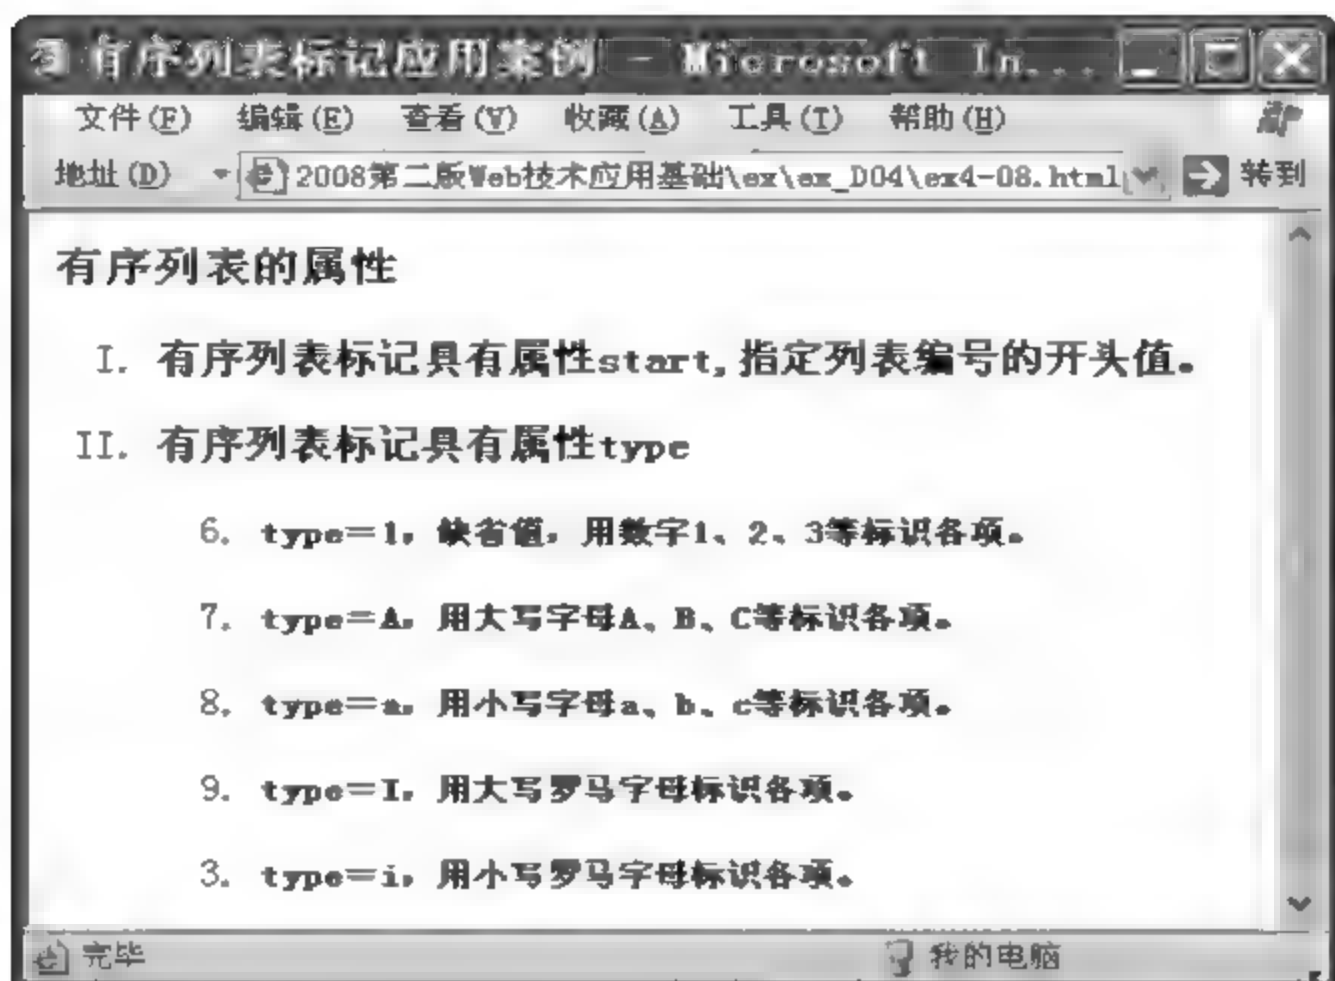 有序列表标记应用案例 - Microsoft In...
文件(F) 编辑(E) 查看(V) 收藏(A) 工具(T) 帮助(H)
地址(D) 2008第二版Web技术应用基础\ex\ex_D04\ex4-08.html 转到
有序列表的属性
I. 有序列表标记具有属性start,指定列表编号的开头值。
II. 有序列表标记具有属性type
6. type=1, 缺省值, 用数字1、2、3等标识各项。
7. type=A, 用大写字母A、B、C等标识各项。
8. type=a, 用小写字母a、b、c等标识各项。
9. type=I, 用大写罗马字母标识各项。
3. type=i, 用小写罗马字母标识各项。
完毕 我的电脑